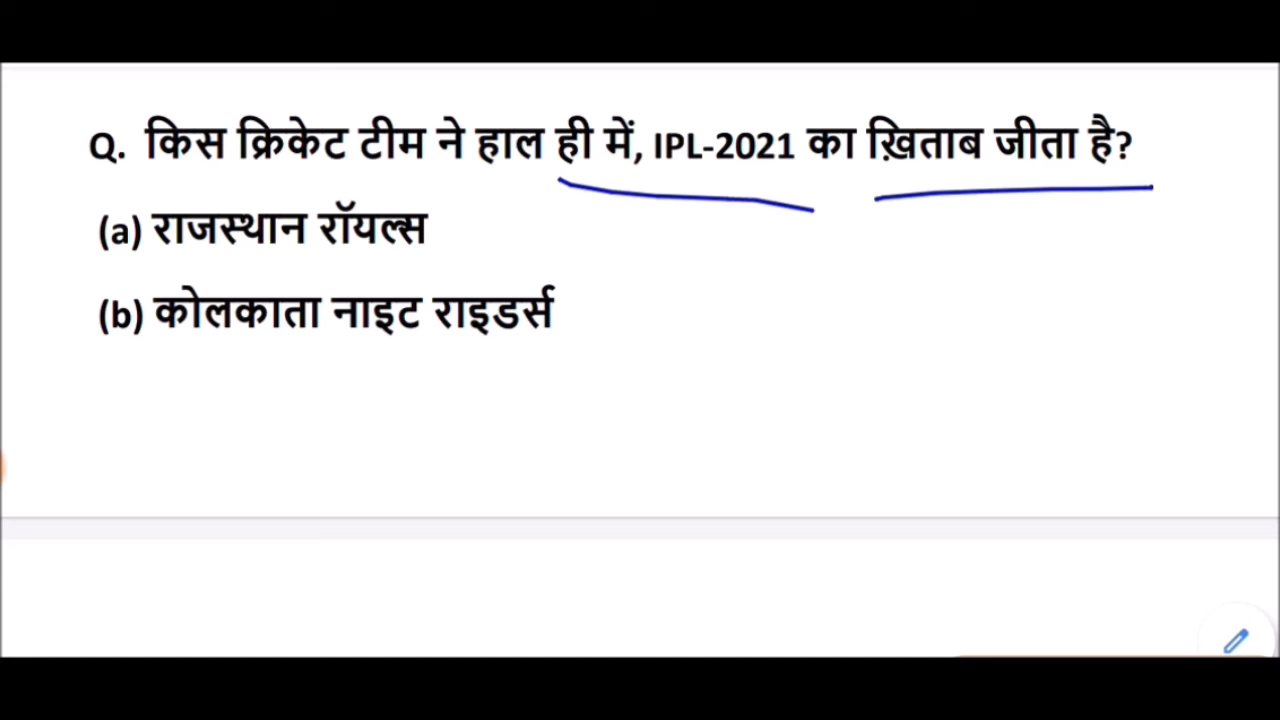 Q. किस क्रिकेट टीम ने हाल ही में, IPL-2021 का ख़िताब जीता है?
(a) राजस्थान रॉयल्स
(b) कोलकाता नाइट राइडर्स